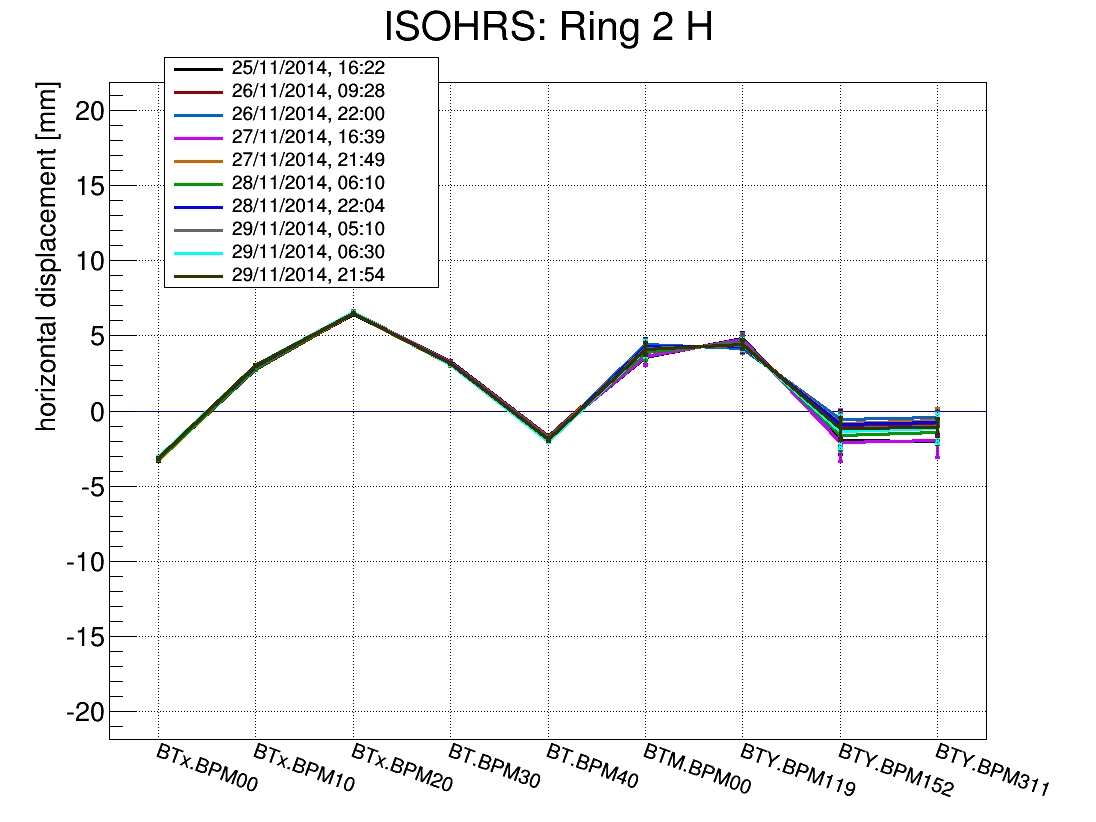 ISOHRS: Ring 2 H
horizontal displacement [mm]
25/11/2014, 16:22
26/11/2014, 09:28
26/11/2014, 22:00
27/11/2014, 16:39
27/11/2014, 21:49
28/11/2014, 06:10
28/11/2014, 22:04
29/11/2014, 05:10
29/11/2014, 06:30
29/11/2014, 21:54
20
15
10
5
0
-5
-10
-15
-20
BTx.BPM00
BTx.BPM10
BTx.BPM20
BT.BPM30
BT.BPM40
BTM.BPM00
BTY.BPM119
BTY.BPM152
BTY.BPM311